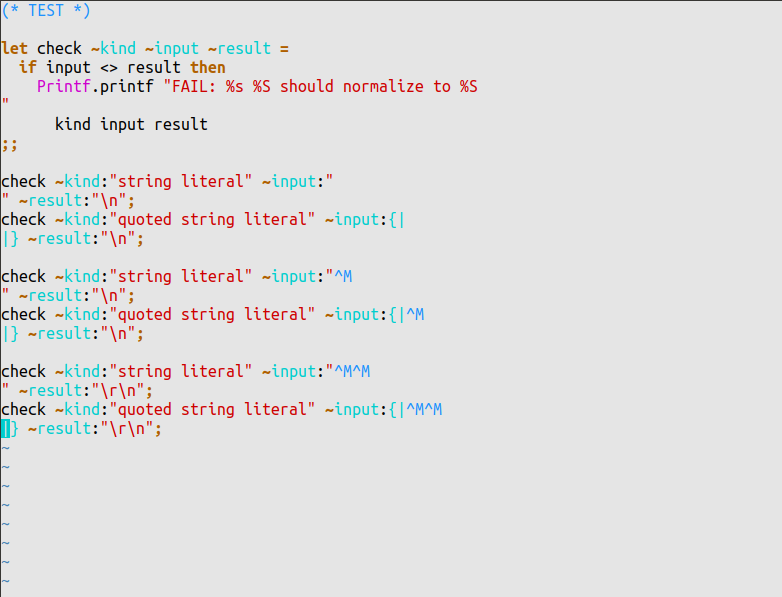 (* TEST *)

let check ~kind ~input ~result =
  if input <> result then
    Printf.printf "FAIL: %s %S should normalize to %S
"
      kind input result
;;

check ~kind:"string literal" ~input:"
" ~result:"\n";
check ~kind:"quoted string literal" ~input:{|
|} ~result:"\n";

check ~kind:"string literal" ~input:"^M
" ~result:"\n";
check ~kind:"quoted string literal" ~input:{|^M
|} ~result:"\n";

check ~kind:"string literal" ~input:"^M^M
" ~result:"\r\n";
check ~kind:"quoted string literal" ~input:{|^M^M
|} ~result:"\r\n";
~
~
~
~
~
~
~
~